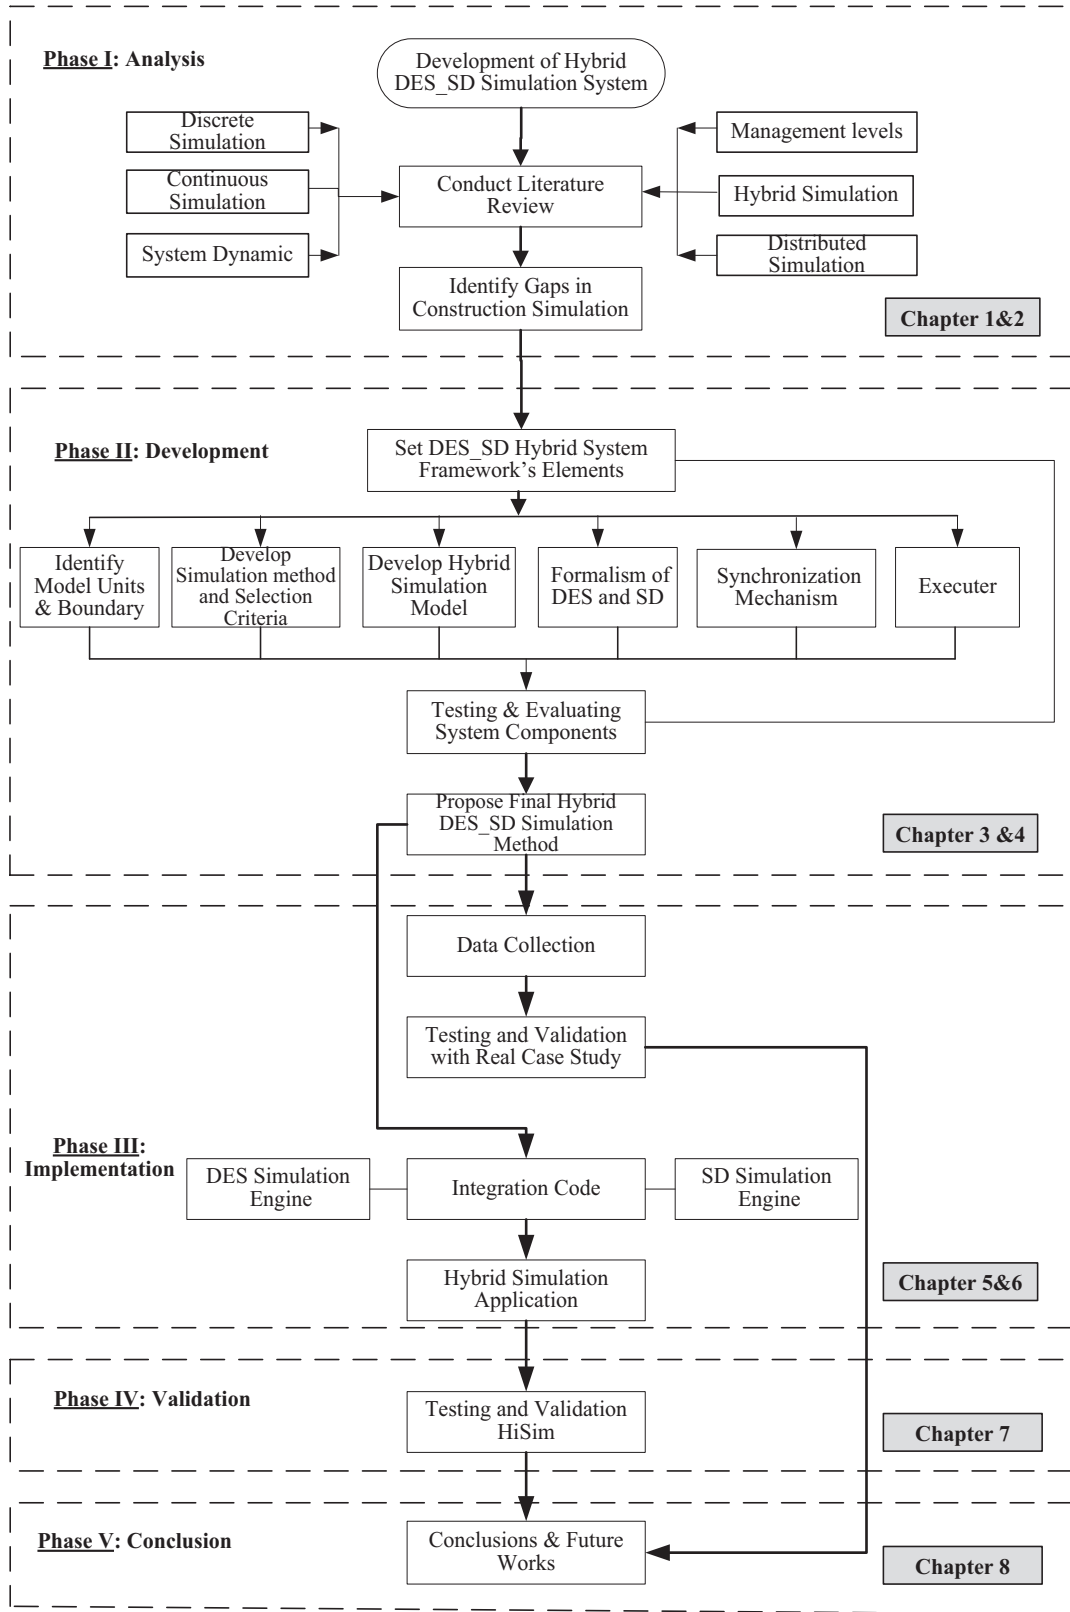 Phase I: Analysis
Development of Hybrid
DES_SD Simulation System
Discrete
Simulation
Management levels
Continuous
Simulation
Conduct Literature
Review
Hybrid Simulation
System Dynamic
Distributed
Simulation
Identify Gaps in
Construction Simulation
Chapter 1&2
Phase II: Development
Set DES_SD Hybrid System
Framework's Elements
Identify
Model Units
& Boundary
Develop
Simulation method
and Selection
Criteria
Develop Hybrid
Simulation
Model
Formalism of
DES and SD
Synchronization
Mechanism
Executer
Testing & Evaluating
System Components
Propose Final Hybrid
DES_SD Simulation
Method
Chapter 3 &4
Data Collection
Testing and Validation
with Real Case Study
Phase III:
Implementation
DES Simulation
Engine
Integration Code
SD Simulation
Engine
Hybrid Simulation
Application
Chapter 5&6
Phase IV: Validation
Testing and Validation
HiSim
Chapter 7
Phase V: Conclusion
Conclusions & Future
Works
Chapter 8